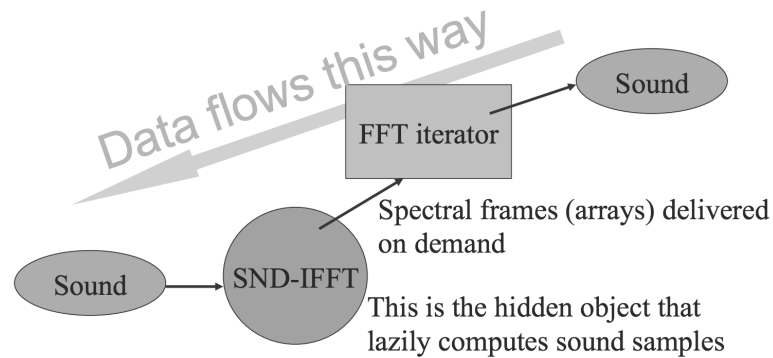 Data flows this way
Sound
FFT iterator
Spectral frames (arrays) delivered
on demand
Sound
SND-IFFT
This is the hidden object that
lazily computes sound samples